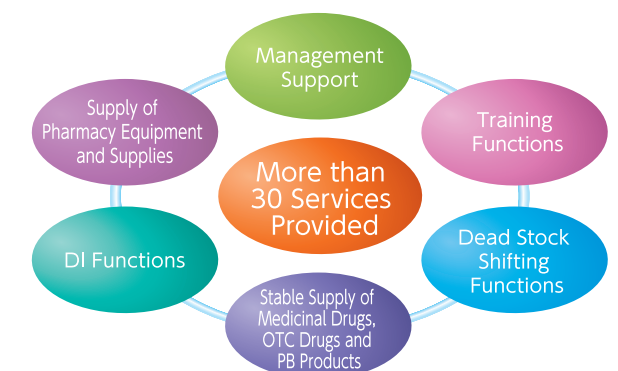 Management
Support
Supply of
Pharmacy Equipment
and Supplies
Training
Functions
More than
30 Services
Provided
DI Functions
Dead Stock
Shifting
Functions
Stable Supply of
Medicinal Drugs,
OTC Drugs and
PB Products